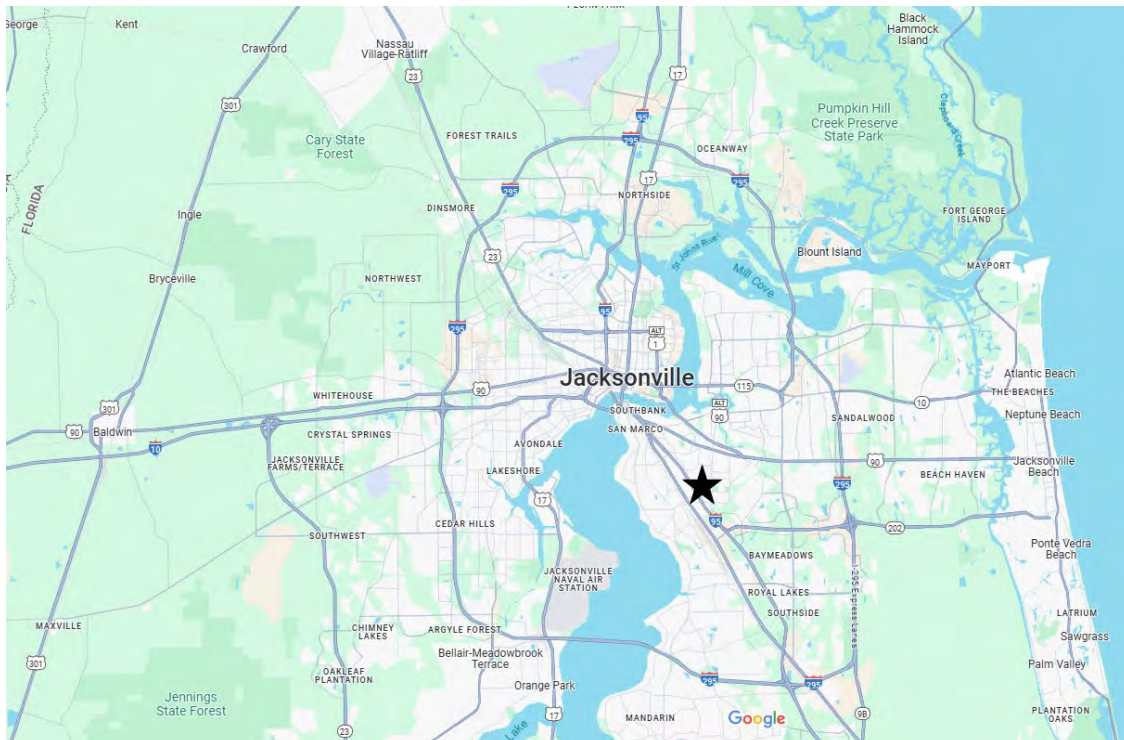 George
Kent
Crawford
Nassau
Village-Ratliff
23
17
Black
Hammock
Island
301
95
Cary State
Forest
FOREST TRAILS
295
OCEANWAY
Pumpkin Hill
Creek Preserve
State Park
Clapboard Creek
FLORIDA
Ingle
DINSMORE
295
17
NORTHSIDE
295
FORT GEORGE
ISLAND
Bryceville
NORTHWEST
23
St Johns River
Mill Cove
Blount Island
MAYPORT
295
95
ALT
1
Jacksonville
WHITEHOUSE
90
115
ALT
90
10
Atlantic Beach
THE BEACHES
301
90
Baldwin
10
CRYSTAL SPRINGS
JACKSONVILLE
FARMS/TERRACE
AVONDALE
SOUTHBANK
SAN MARCO
SANDALWOOD
Neptune Beach
LAKESHORE
17
90
BEACH HAVEN
Jacksonville
Beach
295
CEDAR HILLS
SOUTHWEST
95
202
Ponte Vedra
Beach
BAYMEADOWS
JACKSONVILLE
NAVAL AIR
STATION
ROYAL LAKES
SOUTHSIDE
I-295 Express Lanes
MAXVILLE
CHIMNEY
LAKES
ARGYLE FOREST
LATRIUM
Sawgrass
301
Bellair-Meadowbrook
Terrace
OAKLEAF
PLANTATION
Orange Park
295
295
Palm Valley
Jennings
State Forest
23
17
Lake
MANDARIN
Google
9B
PLANTATION
OAKS